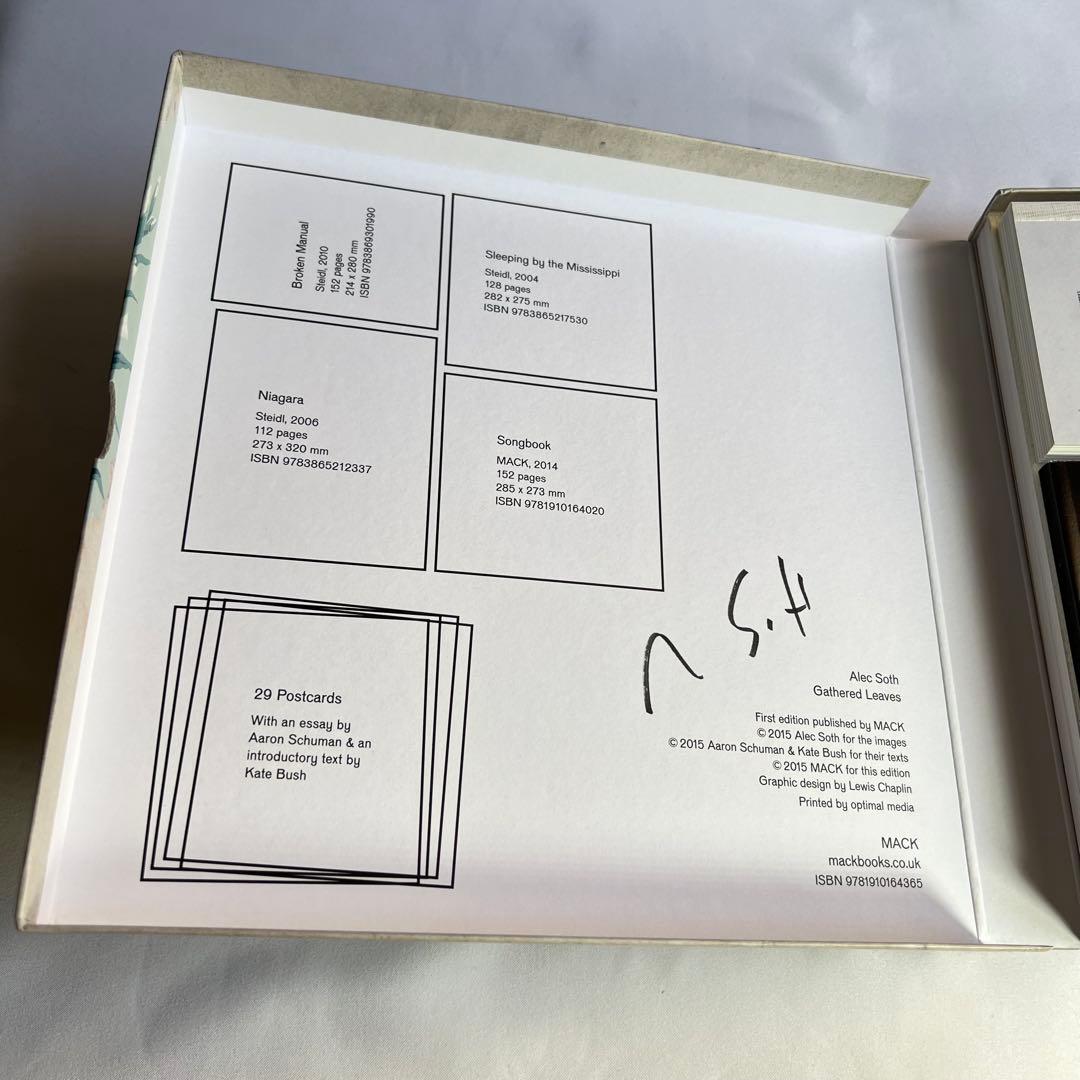 Broken Manual
Steidl, 2010
152 pages
214 x 280 mm
ISBN 9783869301990
Sleeping by the Mississippi
Steidl, 2004
128 pages
282 x 275 mm
ISBN 9783865217530
Niagara
Steidl, 2006
112 pages
273 x 320 mm
ISBN 9783865212337
Songbook
MACK, 2014
152 pages
285 x 273 mm
ISBN 9781910164020
29 Postcards
With an essay by
Aaron Schuman & an
introductory text by
Kate Bush
Alec Soth
Gathered Leaves
First edition published by MACK
© 2015 Alec Soth for the images
© 2015 Aaron Schuman & Kate Bush for their texts
© 2015 MACK for this edition
Graphic design by Lewis Chaplin
Printed by optimal media
MACK
mackbooks.co.uk
ISBN 9781910164365